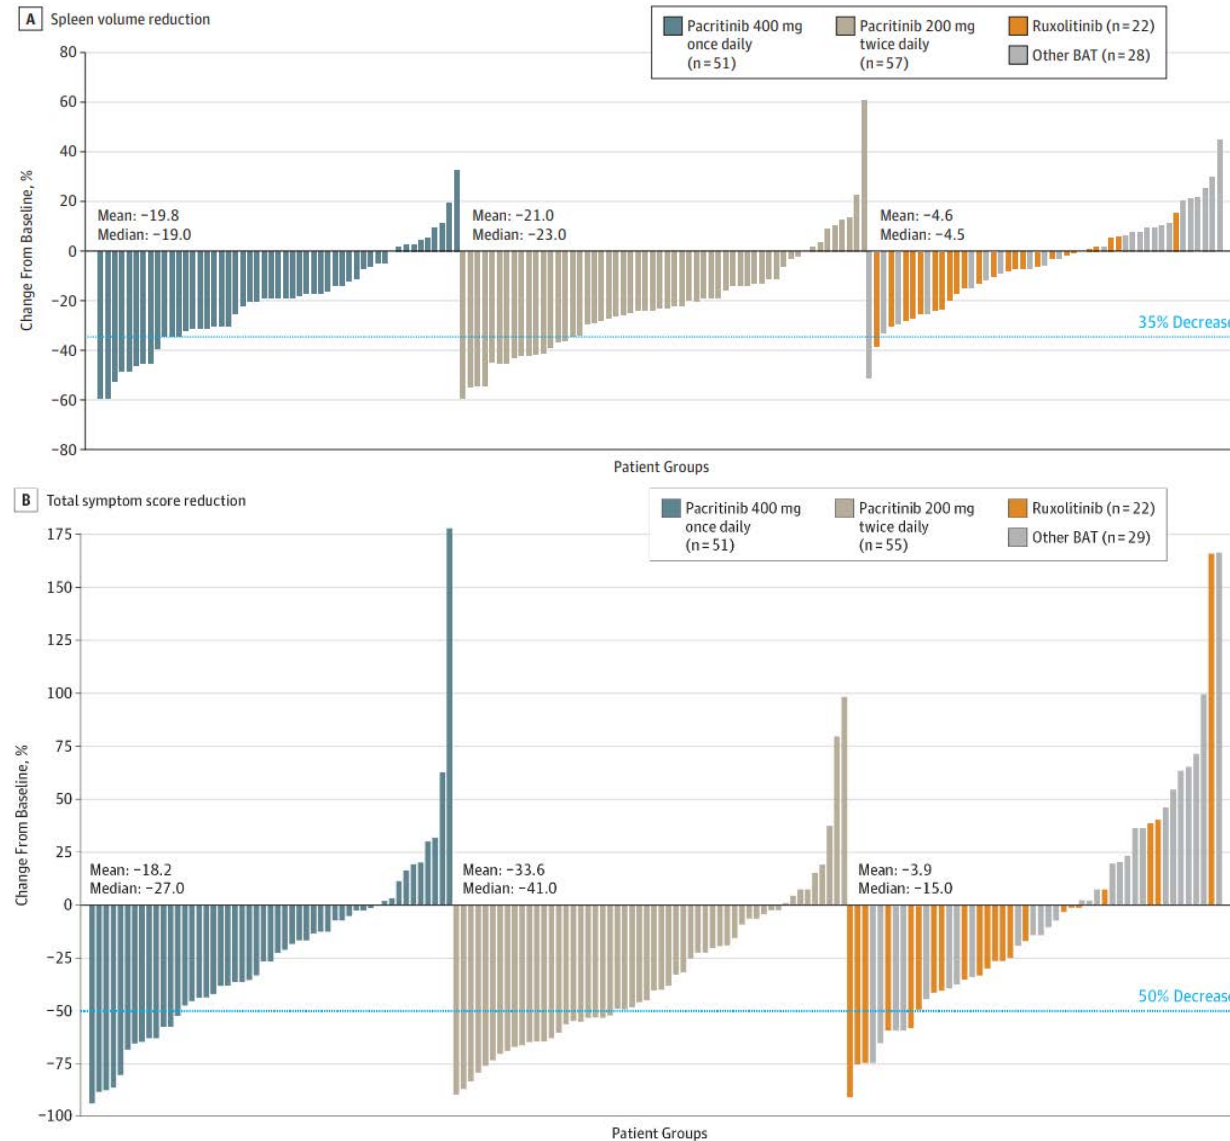 A Spleen volume reduction
Pacritinib 400 mg
once daily
(n=51)
Pacritinib 200 mg
twice daily
(n=57)
Ruxolitinib (n=22)
Other BAT (n=28)
Change From Baseline, %
80
60
40
20
0
−20
−40
−60
−80
Mean: −19.8
Median: −19.0
Mean: −21.0
Median: −23.0
Mean: −4.6
Median: −4.5
35% Decrease
Patient Groups
B Total symptom score reduction
Pacritinib 400 mg
once daily
(n=51)
Pacritinib 200 mg
twice daily
(n=55)
Ruxolitinib (n=22)
Other BAT (n=29)
Change From Baseline, %
175
150
125
100
75
50
25
0
−25
−50
−75
−100
Mean: −18.2
Median: −27.0
Mean: −33.6
Median: −41.0
Mean: −3.9
Median: −15.0
50% Decrease
Patient Groups